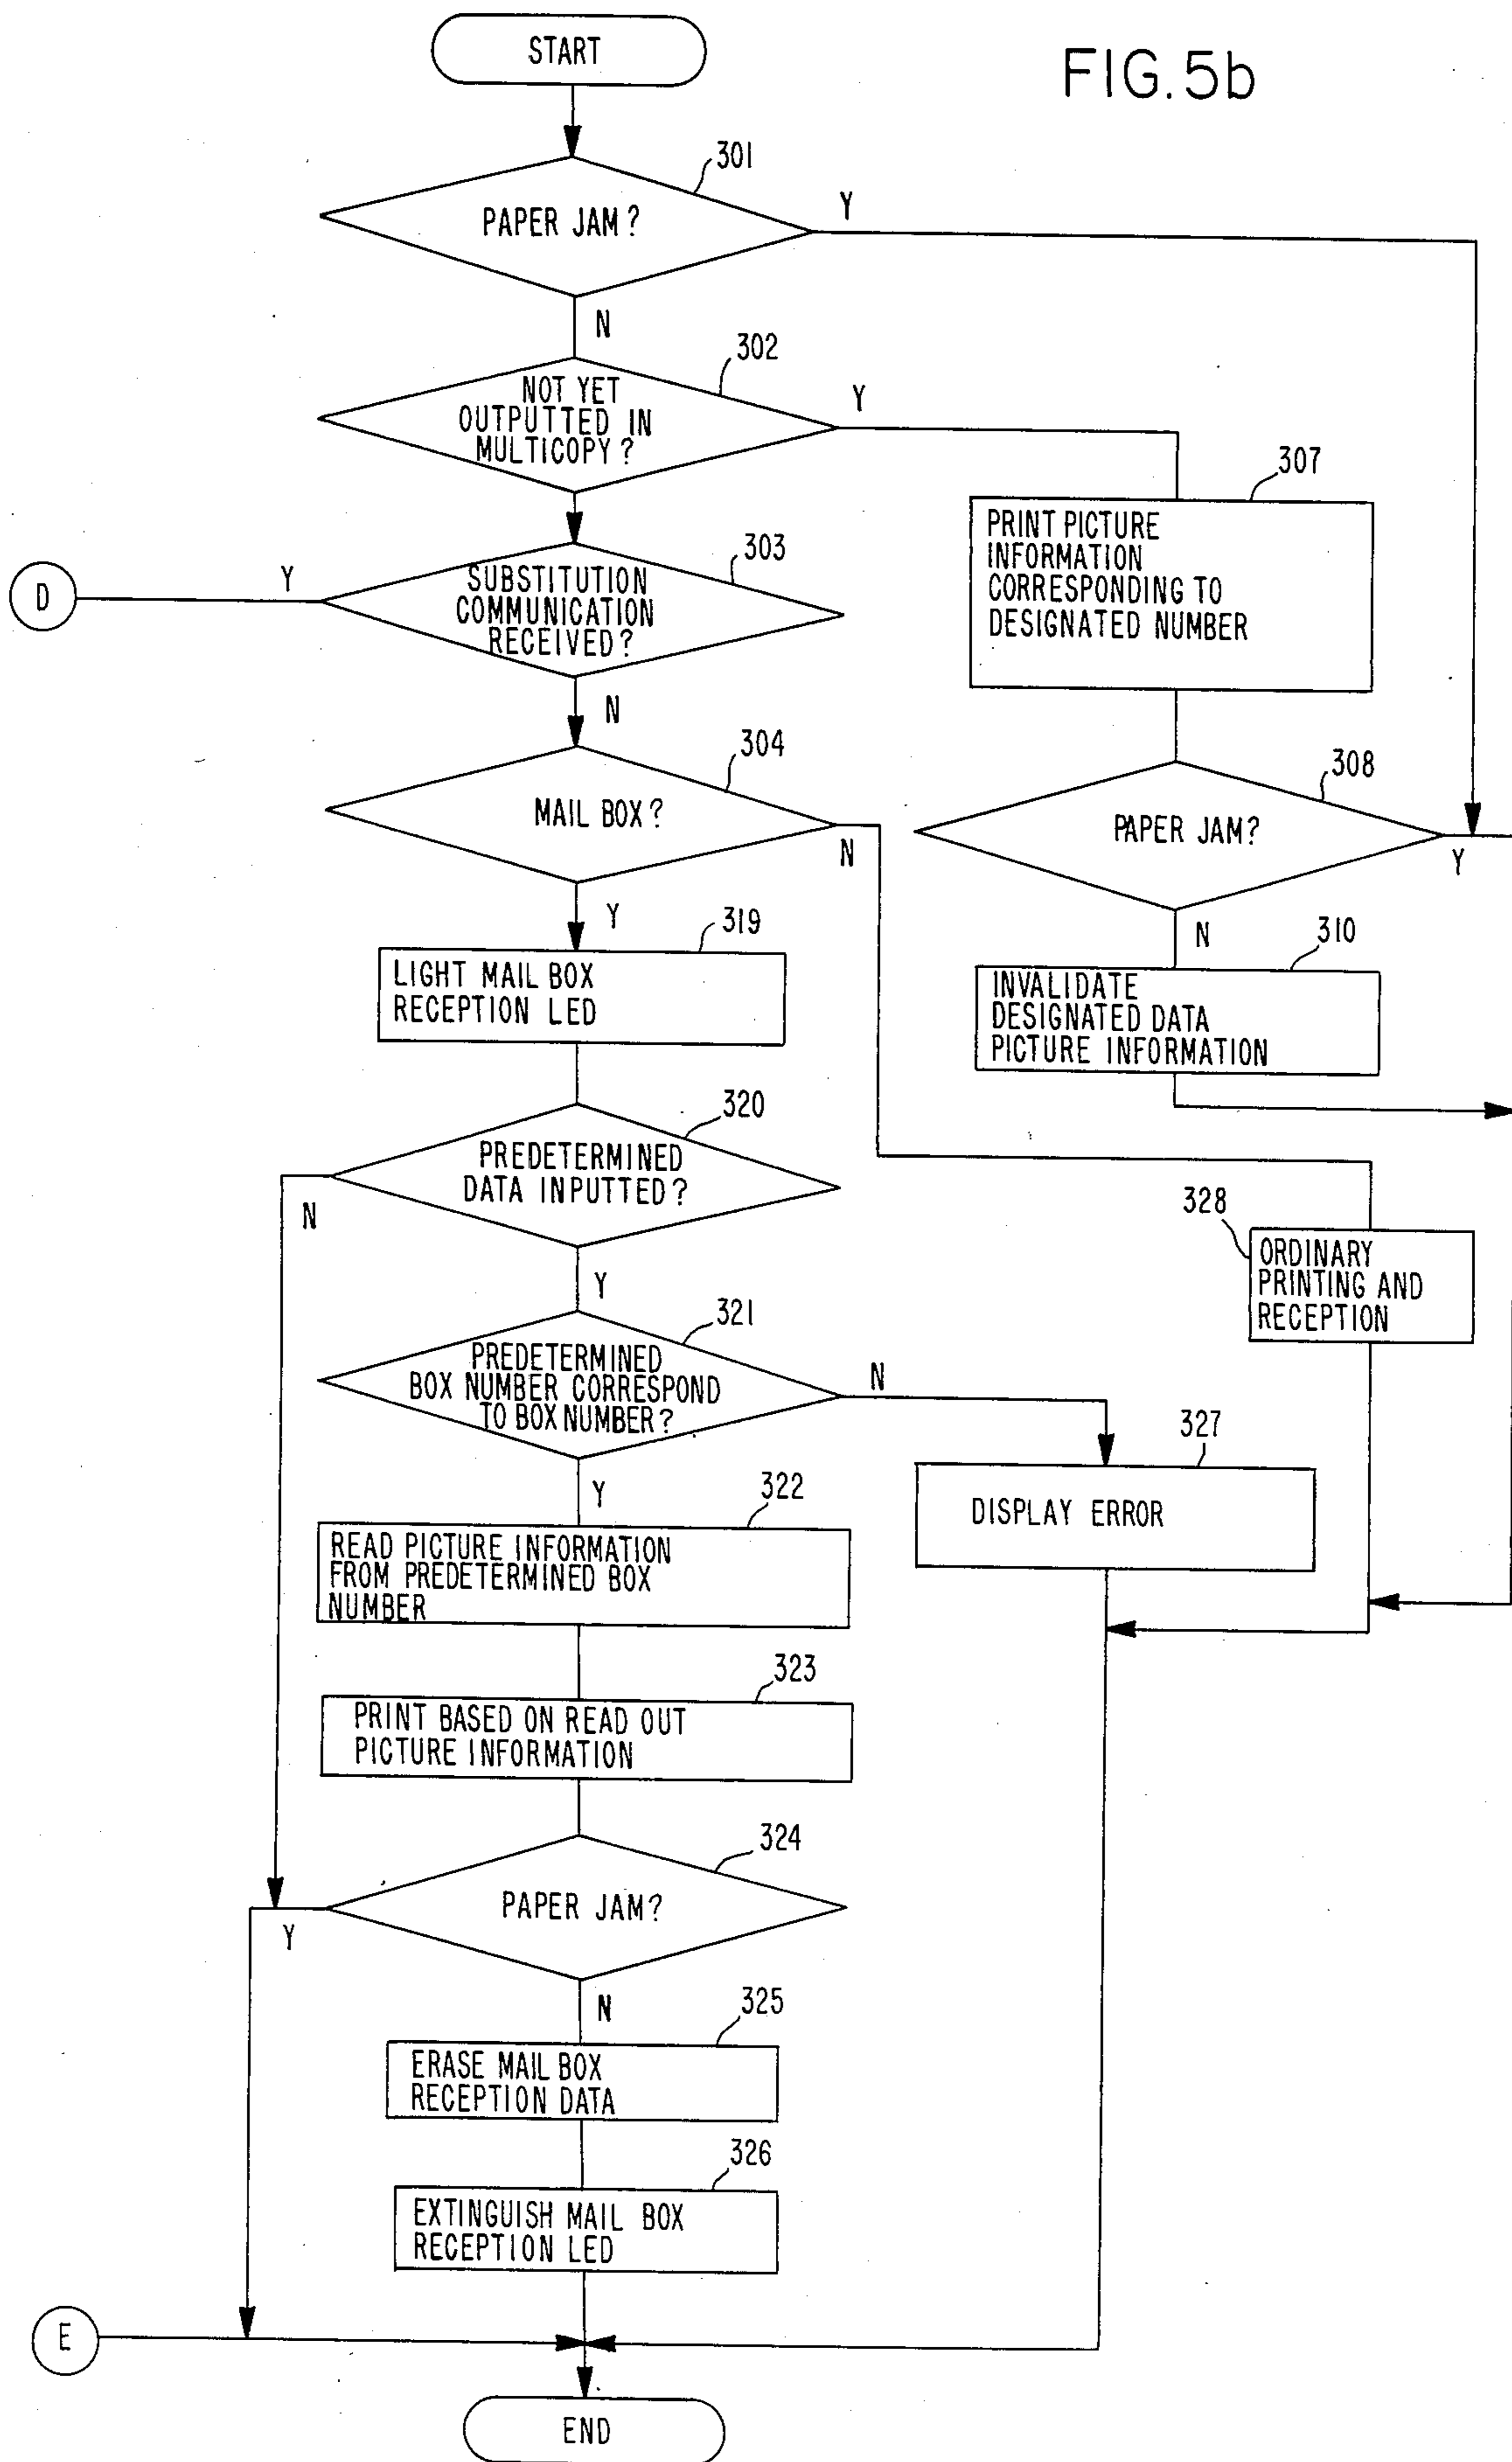 START
FIG. 5b
301
PAPER JAM?
Y
N
302
NOT YET
OUTPUTTED IN
MULTICOPY?
Y
307
PRINT PICTURE
INFORMATION
CORRESPONDING TO
DESIGNATED NUMBER
303
SUBSTITUTION
COMMUNICATION
RECEIVED?
Y
D
N
304
MAIL BOX?
N
308
PAPER JAM?
Y
Y
319
LIGHT MAIL BOX
RECEPTION LED
N
310
INVALIDATE
DESIGNATED DATA
PICTURE INFORMATION
320
PREDETERMINED
DATA INPUTTED?
N
Y
328
ORDINARY
PRINTING AND
RECEPTION
321
PREDETERMINED
BOX NUMBER CORRESPOND
TO BOX NUMBER?
N
327
DISPLAY ERROR
Y
322
READ PICTURE INFORMATION
FROM PREDETERMINED BOX
NUMBER
323
PRINT BASED ON READ OUT
PICTURE INFORMATION
324
PAPER JAM?
Y
N
325
ERASE MAIL BOX
RECEPTION DATA
326
EXTINGUISH MAIL BOX
RECEPTION LED
E
END